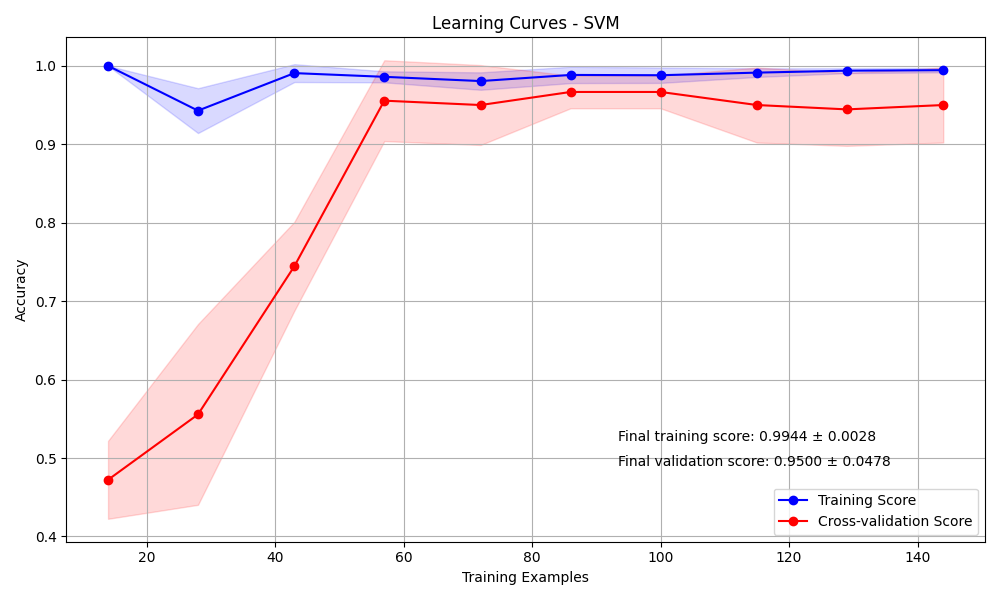 Learning Curves - SVM
Accuracy
1.0
0.9
0.8
0.7
0.6
0.5
0.4
Final training score: 0.9944 ± 0.0028
Final validation score: 0.9500 ± 0.0478
Training Score
Cross-validation Score
20 40 60 80 100 120 140
Training Examples